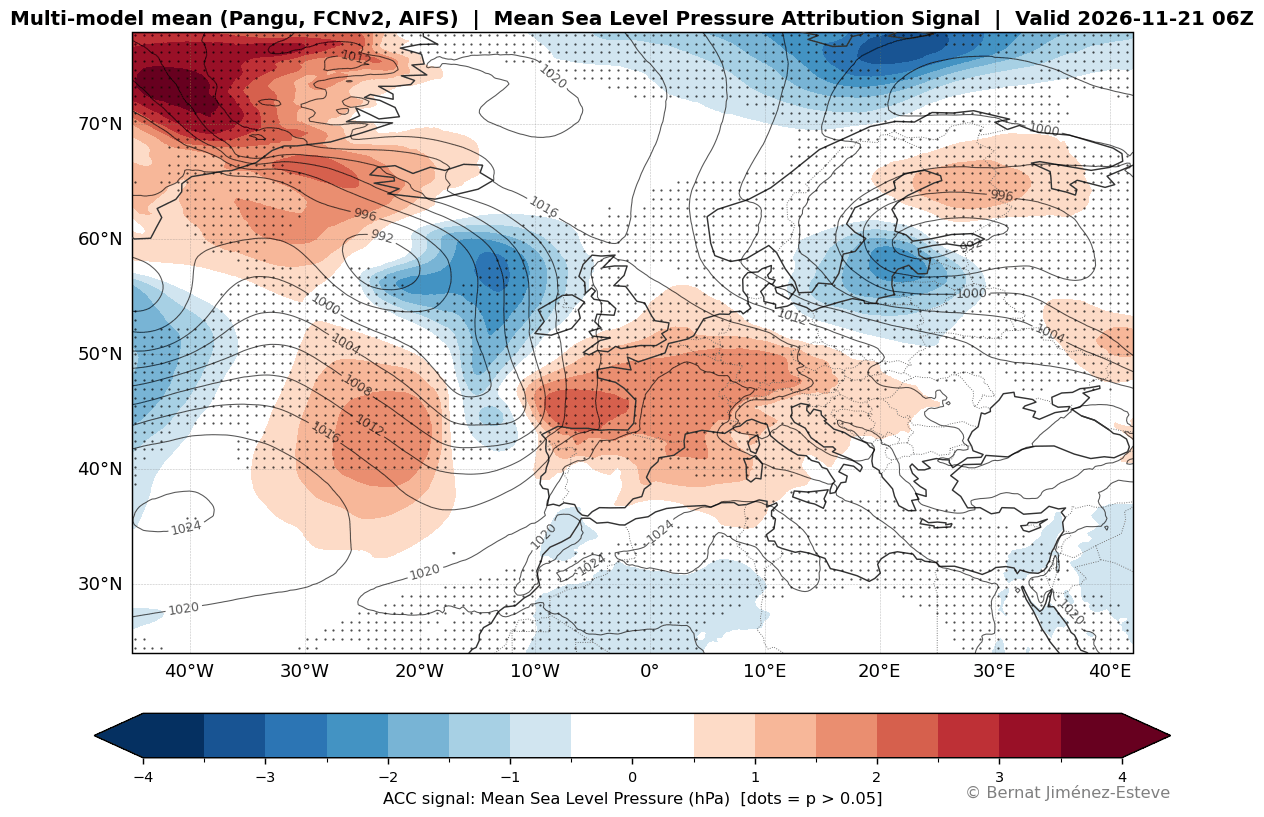 Multi-model mean (Pangu, FCNv2, AIFS)  |  Mean Sea Level Pressure Attribution Signal  |  Valid 2026-11-21 06Z
1012
1020
1000
70°N
996
1016
996
992
60°N
992
1000
1000
1012
1004
1004
50°N
1008
1012
1016
40°N
1024
1020
1024
1024
1020
30°N
1020
1020
40°W 30°W 20°W 10°W 0° 10°E 20°E 30°E 40°E
−4 −3 −2 −1 0 1 2 3 4
ACC signal: Mean Sea Level Pressure (hPa)  [dots = p > 0.05]
© Bernat Jiménez-Esteve